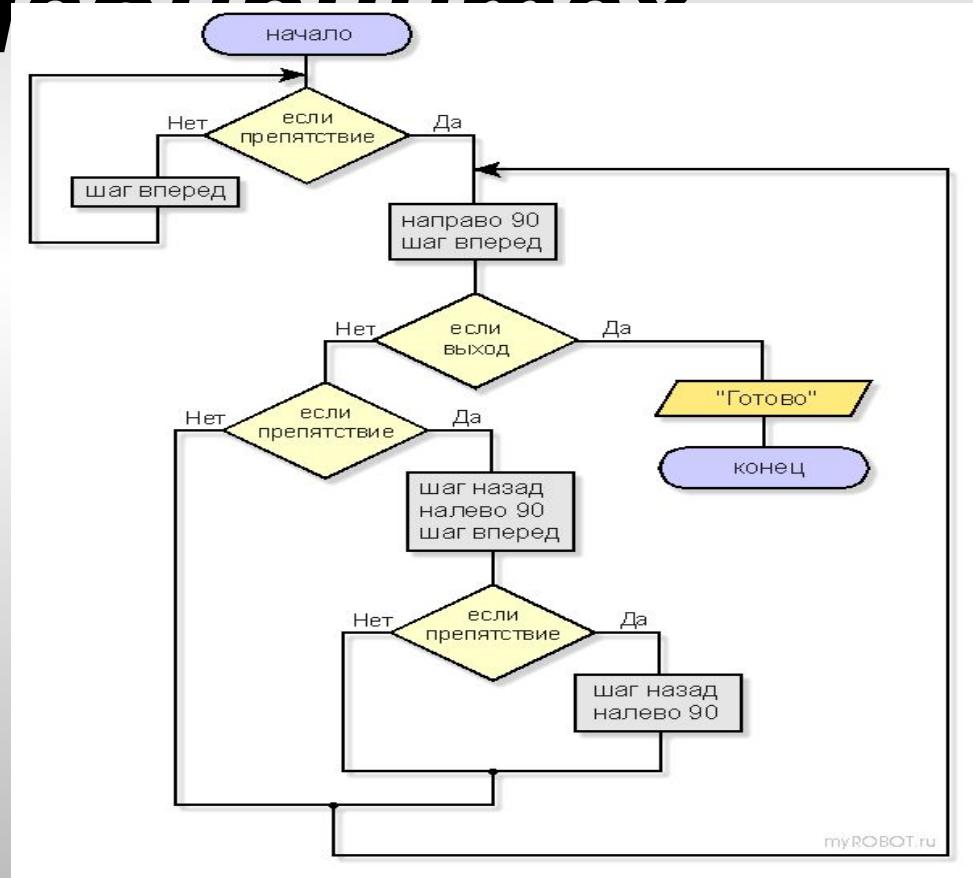 начало
если
препятствие
Нет
Да
шаг вперед
направо 90
шаг вперед
если
выход
Нет
Да
"Готово"
конец
если
препятствие
Нет
Да
шаг назад
налево 90
шаг вперед
если
препятствие
Нет
Да
шаг назад
налево 90
myROBOT.ru